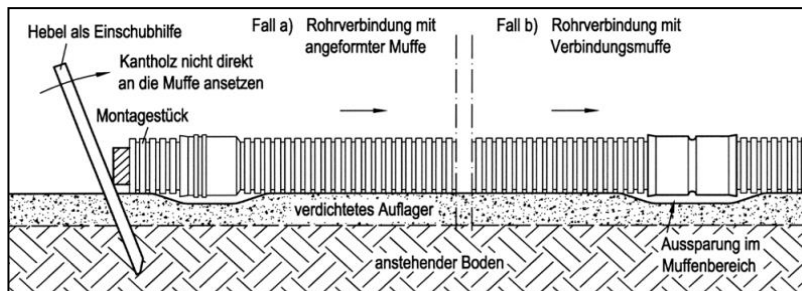 Hebel als Einschubhilfe
Kantholz nicht direkt
an die Muffe ansetzen
Montagestück
Fall a) Rohrverbindung mit
angeformter Muffe
Fall b) Rohrverbindung mit
Verbindungsmuffe
verdichtetes Auflager
anstehender Boden
Aussparung im
Muffenbereich